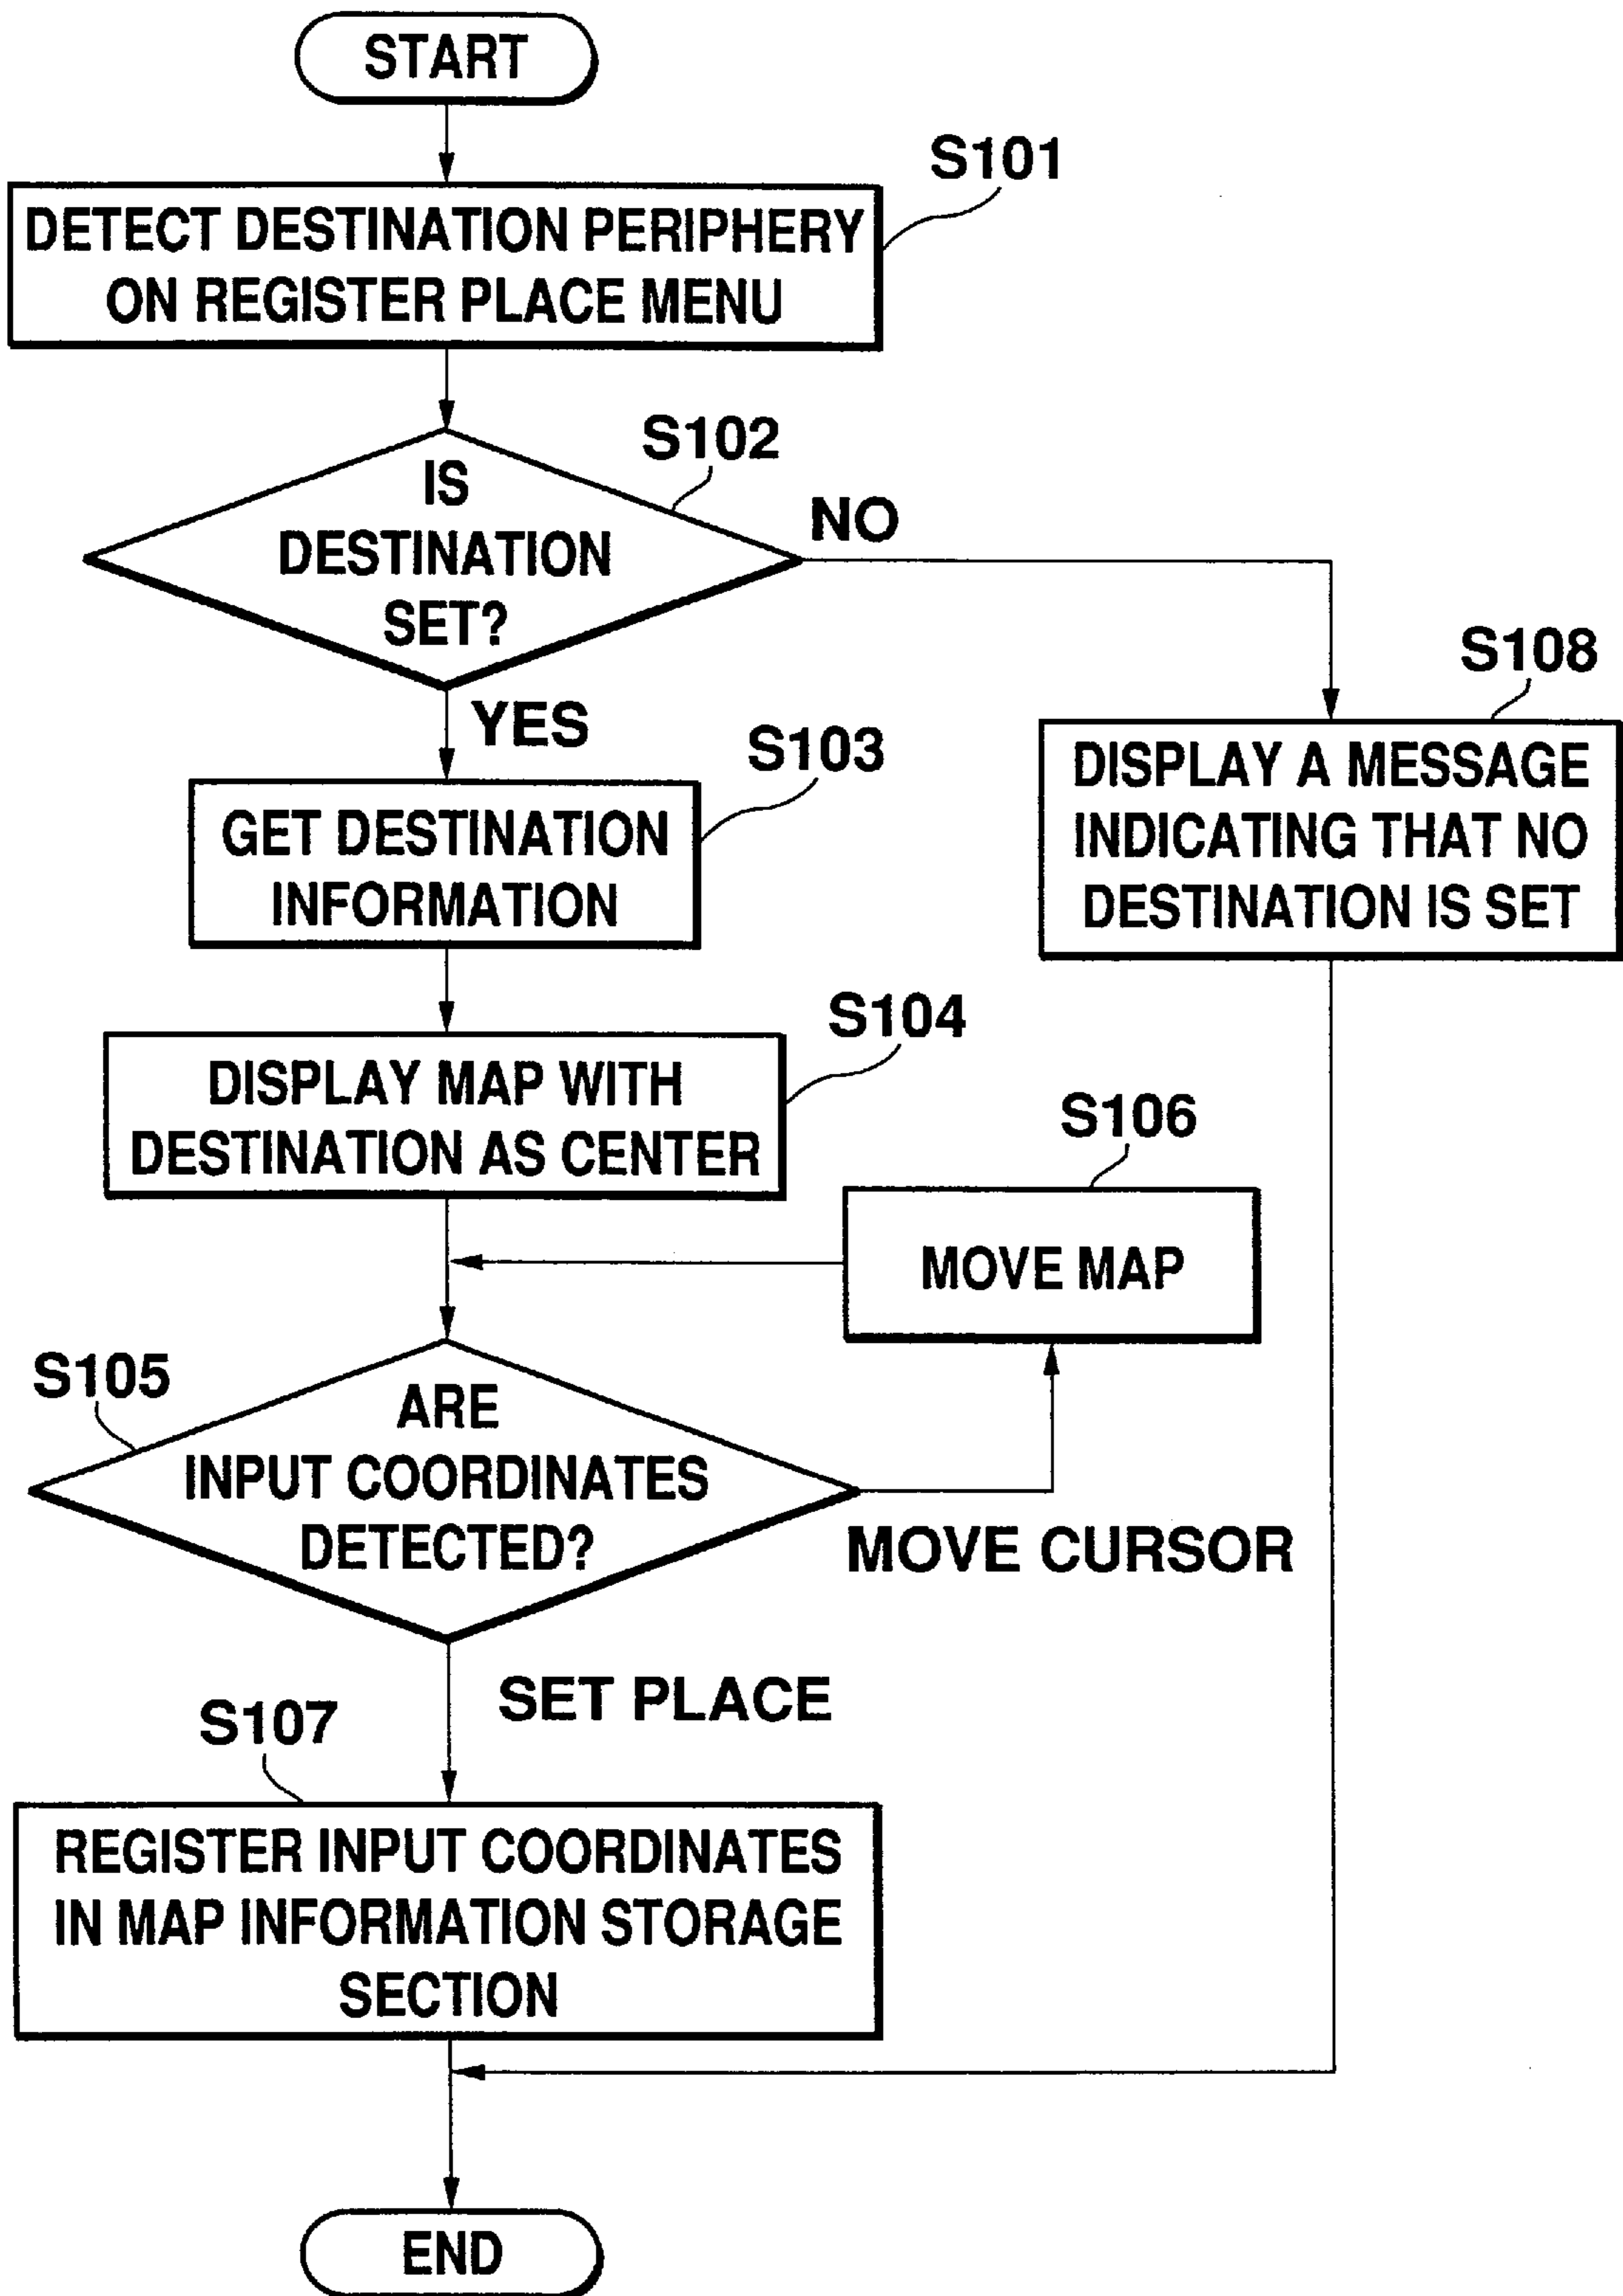 START
S101
DETECT DESTINATION PERIPHERY
ON REGISTER PLACE MENU
S102
IS
DESTINATION
SET?
NO
YES
S108
DISPLAY A MESSAGE
INDICATING THAT NO
DESTINATION IS SET
S103
GET DESTINATION
INFORMATION
S104
DISPLAY MAP WITH
DESTINATION AS CENTER
S106
MOVE MAP
S105
ARE
INPUT COORDINATES
DETECTED?
MOVE CURSOR
SET PLACE
S107
REGISTER INPUT COORDINATES
IN MAP INFORMATION STORAGE
SECTION
END